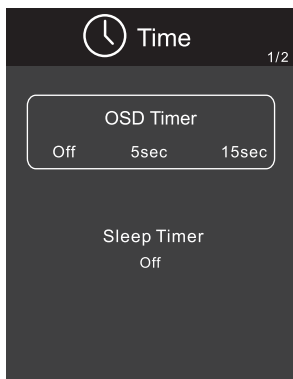 Time
1/2
OSD Timer
Off 5sec 15sec
Sleep Timer
Off